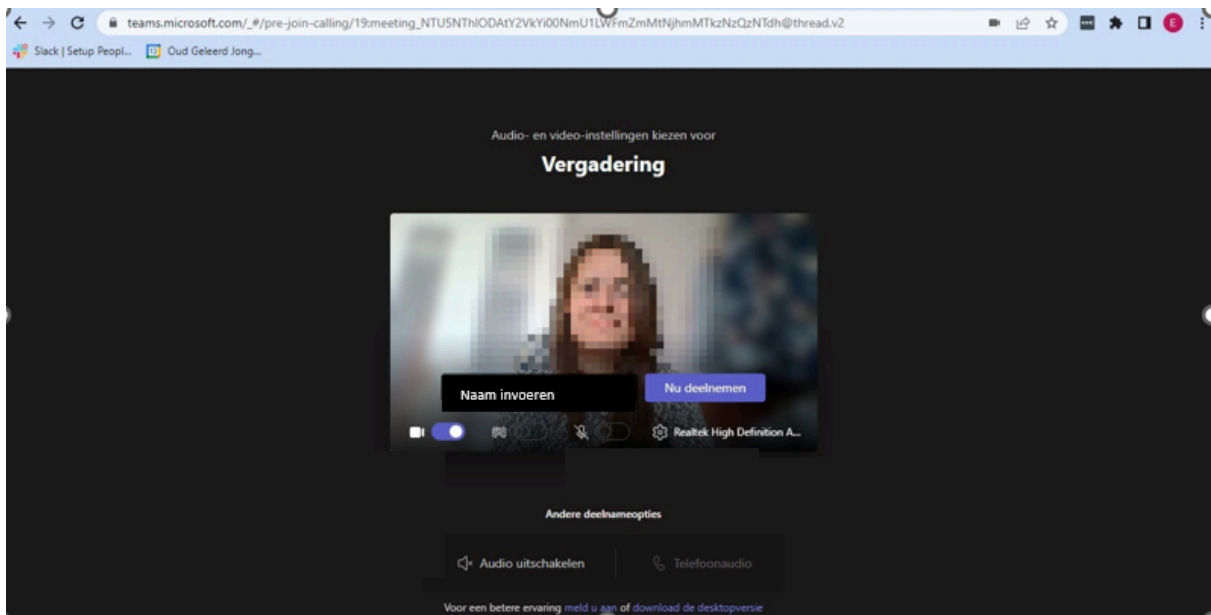 teams.microsoft.com/_#/pre-join-calling/19:meeting_NTU5NThlODAtY2VkYi00NmU1LWFmZmMtNjhmMTkzNzQzNTdh@thread.v2
E
Slack | Setup Peopl... Oud Geleerd Jong...
Audio- en video-instellingen kiezen voor
Vergadering
Naam invoeren
Nu deelnemen
Realtek High Definition A...
Andere deelnameopties
Audio uitschakelen
Telefoonaudio
Voor een betere ervaring meld u aan of download de desktopversie